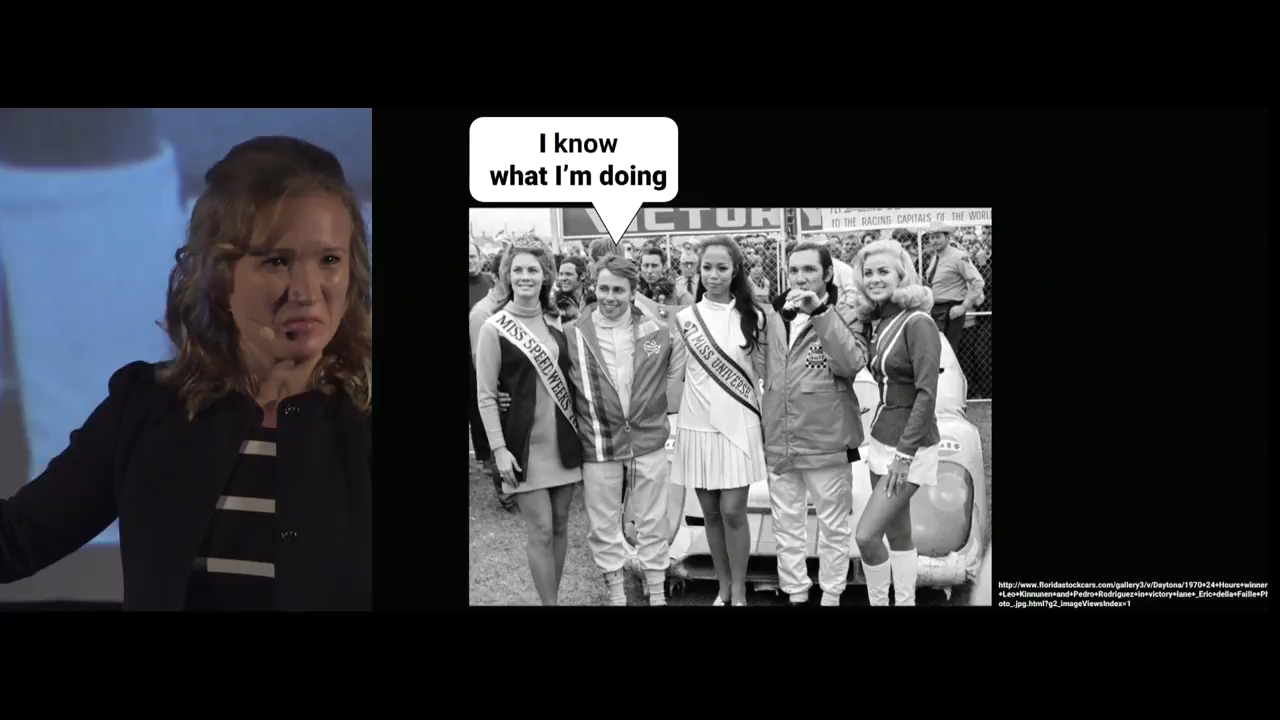 I know
what I'm doing
VICTORY
TO THE RACING CAPITALS OF THE WORLD
MISS SPEED WEEKS
MISS UNIVERSE
http://www.floridastockcars.com/gallery3/v/Daytona/1970+24+Hours+winner
+Leo+Kinnunen+and+Pedro+Rodriguez+in+victory+lane+_Eric+della+Faille+Ph
oto_.jpg.html?g2_imageViewsIndex=1